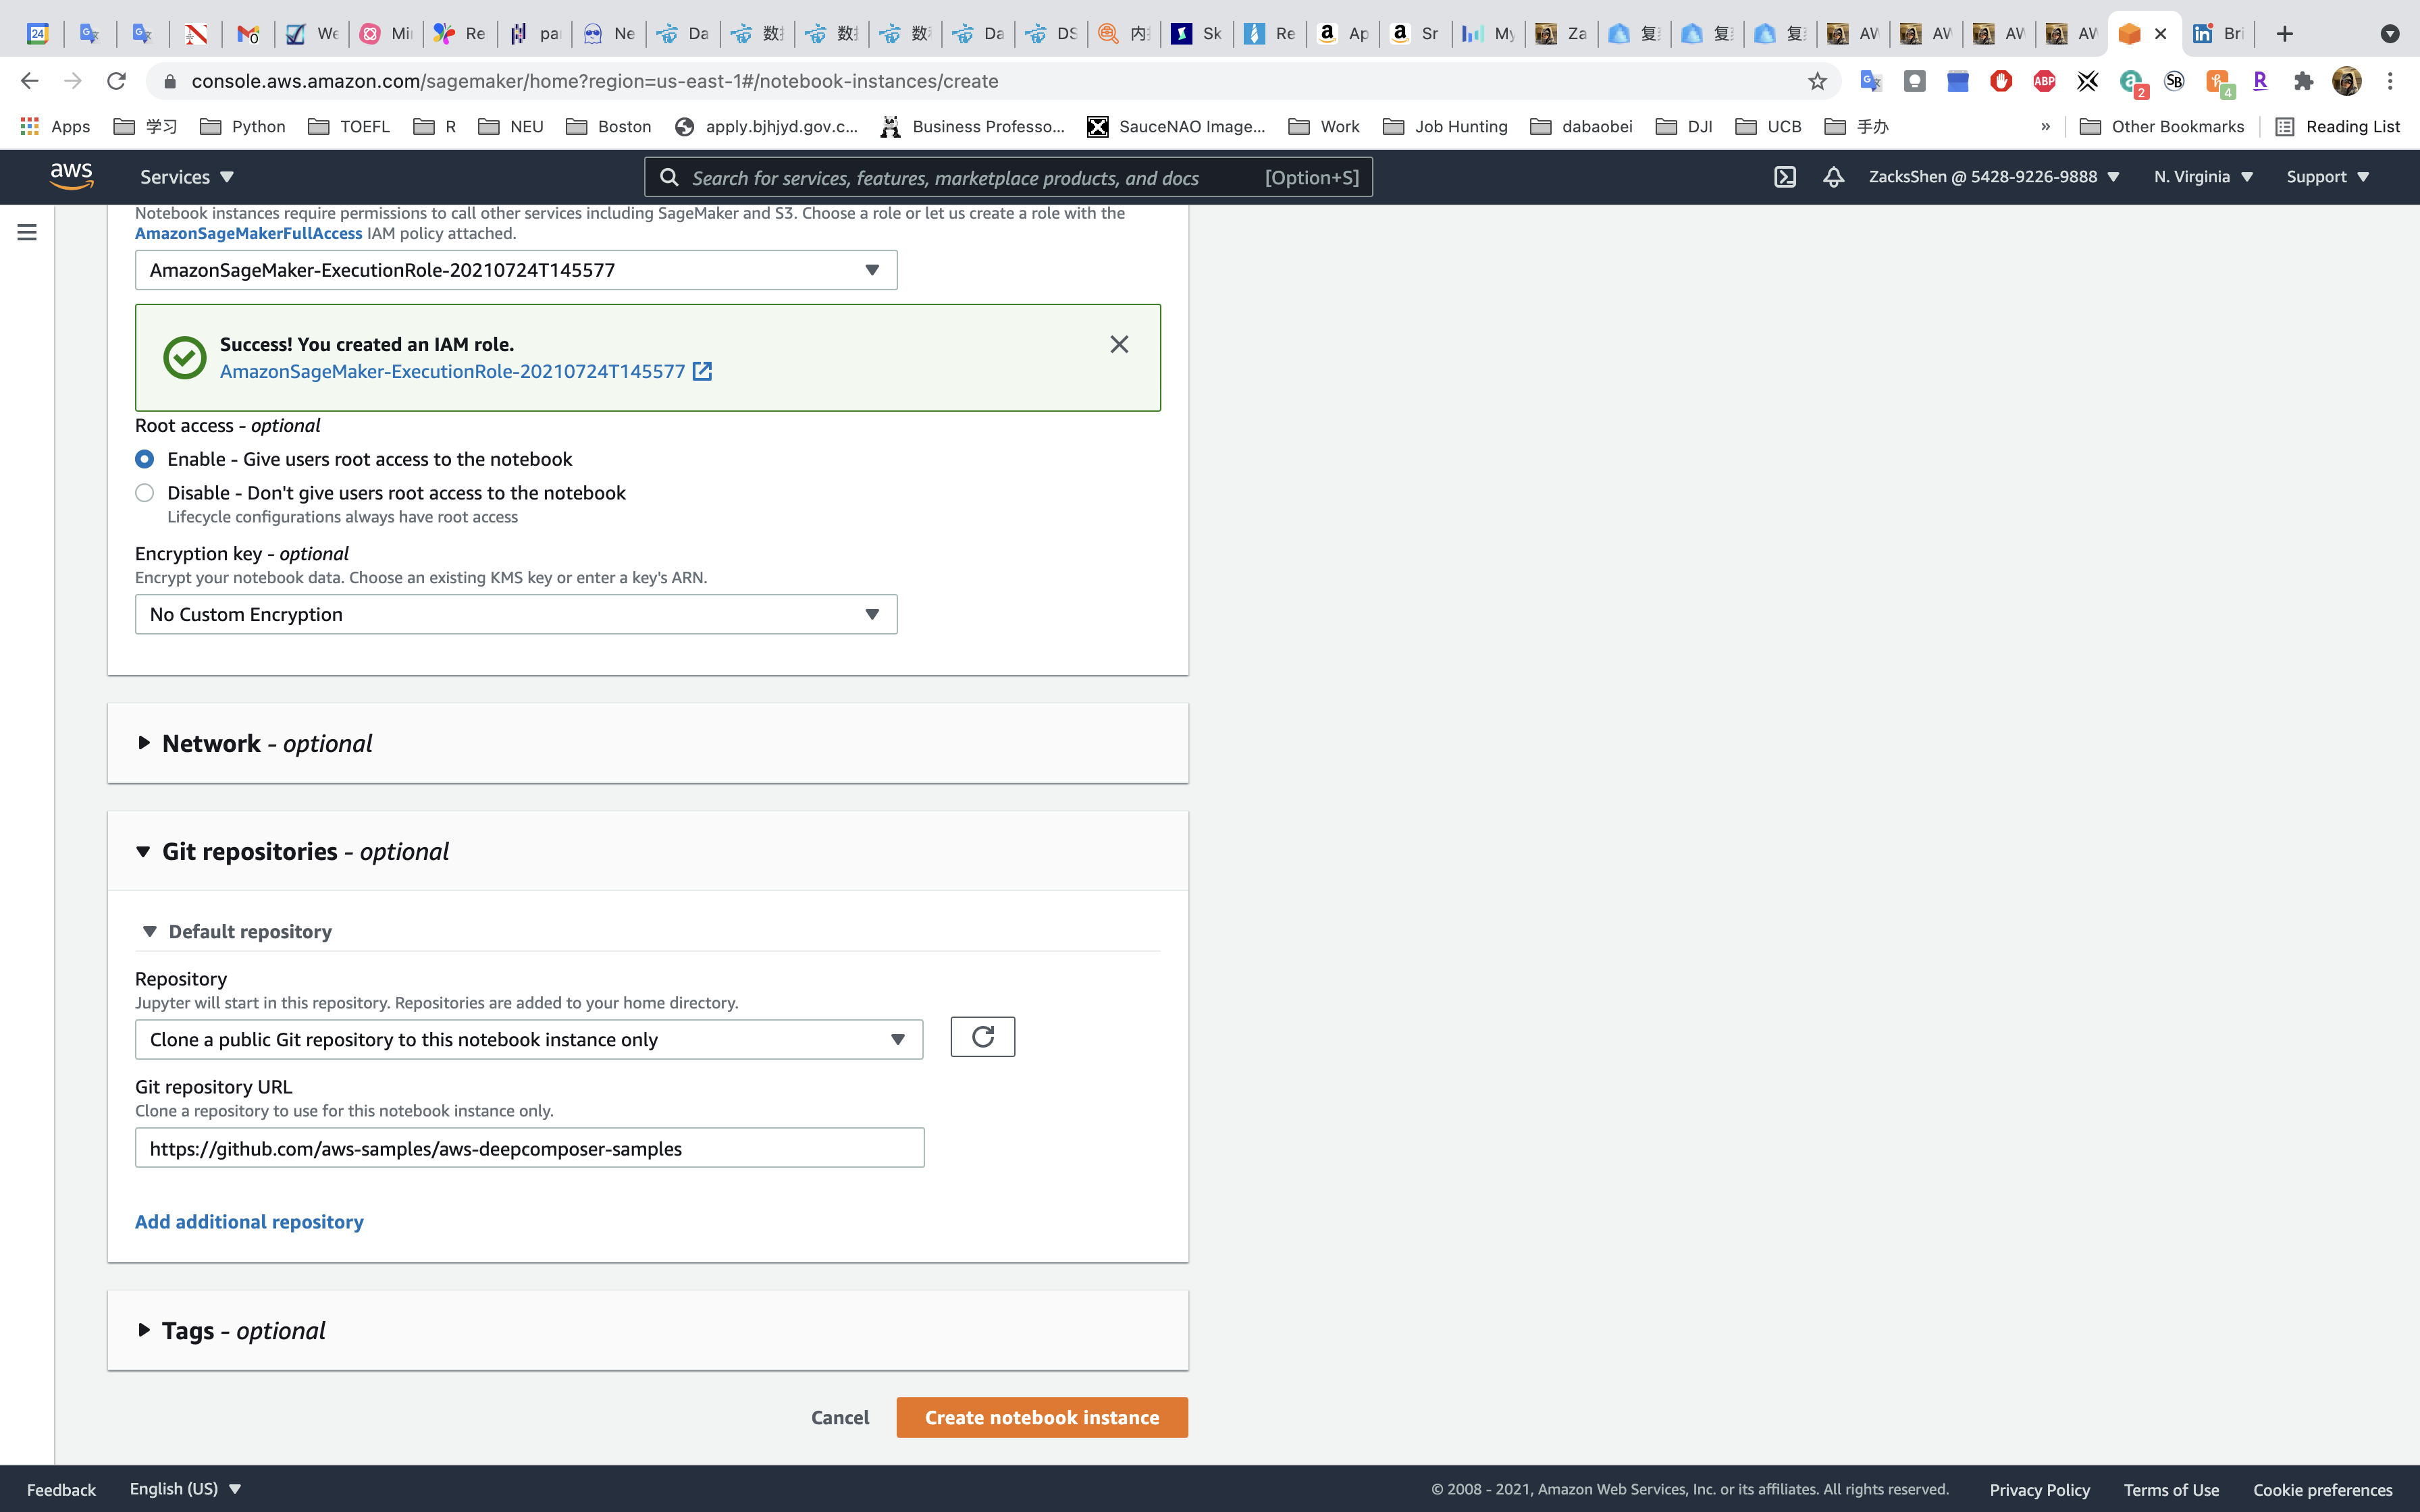 24 We Mi Re pa Ne Da 数 数 数 Da DS 内 Sk Re Ap Sr My Za 复 复 复 AW AW AW AW Bri
console.aws.amazon.com/sagemaker/home?region=us-east-1#/notebook-instances/create
ABP 2 SB 4 R
Apps 学习 Python TOEFL R NEU Boston apply.bjhjyd.gov.c... Business Professo... SauceNAO Image... Work Job Hunting dabaobei DJI UCB 手办 » Other Bookmarks Reading List
aws Services Search for services, features, marketplace products, and docs [Option+S] ZacksShen @ 5428-9226-9888 N. Virginia Support
Notebook instances require permissions to call other services including SageMaker and S3. Choose a role or let us create a role with the
AmazonSageMakerFullAccess IAM policy attached.
AmazonSageMaker-ExecutionRole-20210724T145577
Success! You created an IAM role.
AmazonSageMaker-ExecutionRole-20210724T145577
Root access - optional
Enable - Give users root access to the notebook
Disable - Don't give users root access to the notebook
Lifecycle configurations always have root access
Encryption key - optional
Encrypt your notebook data. Choose an existing KMS key or enter a key's ARN.
No Custom Encryption
Network - optional
Git repositories - optional
Default repository
Repository
Jupyter will start in this repository. Repositories are added to your home directory.
Clone a public Git repository to this notebook instance only
Git repository URL
Clone a repository to use for this notebook instance only.
https://github.com/aws-samples/aws-deepcomposer-samples
Add additional repository
Tags - optional
Cancel Create notebook instance
Feedback English (US) © 2008 - 2021, Amazon Web Services, Inc. or its affiliates. All rights reserved. Privacy Policy Terms of Use Cookie preferences